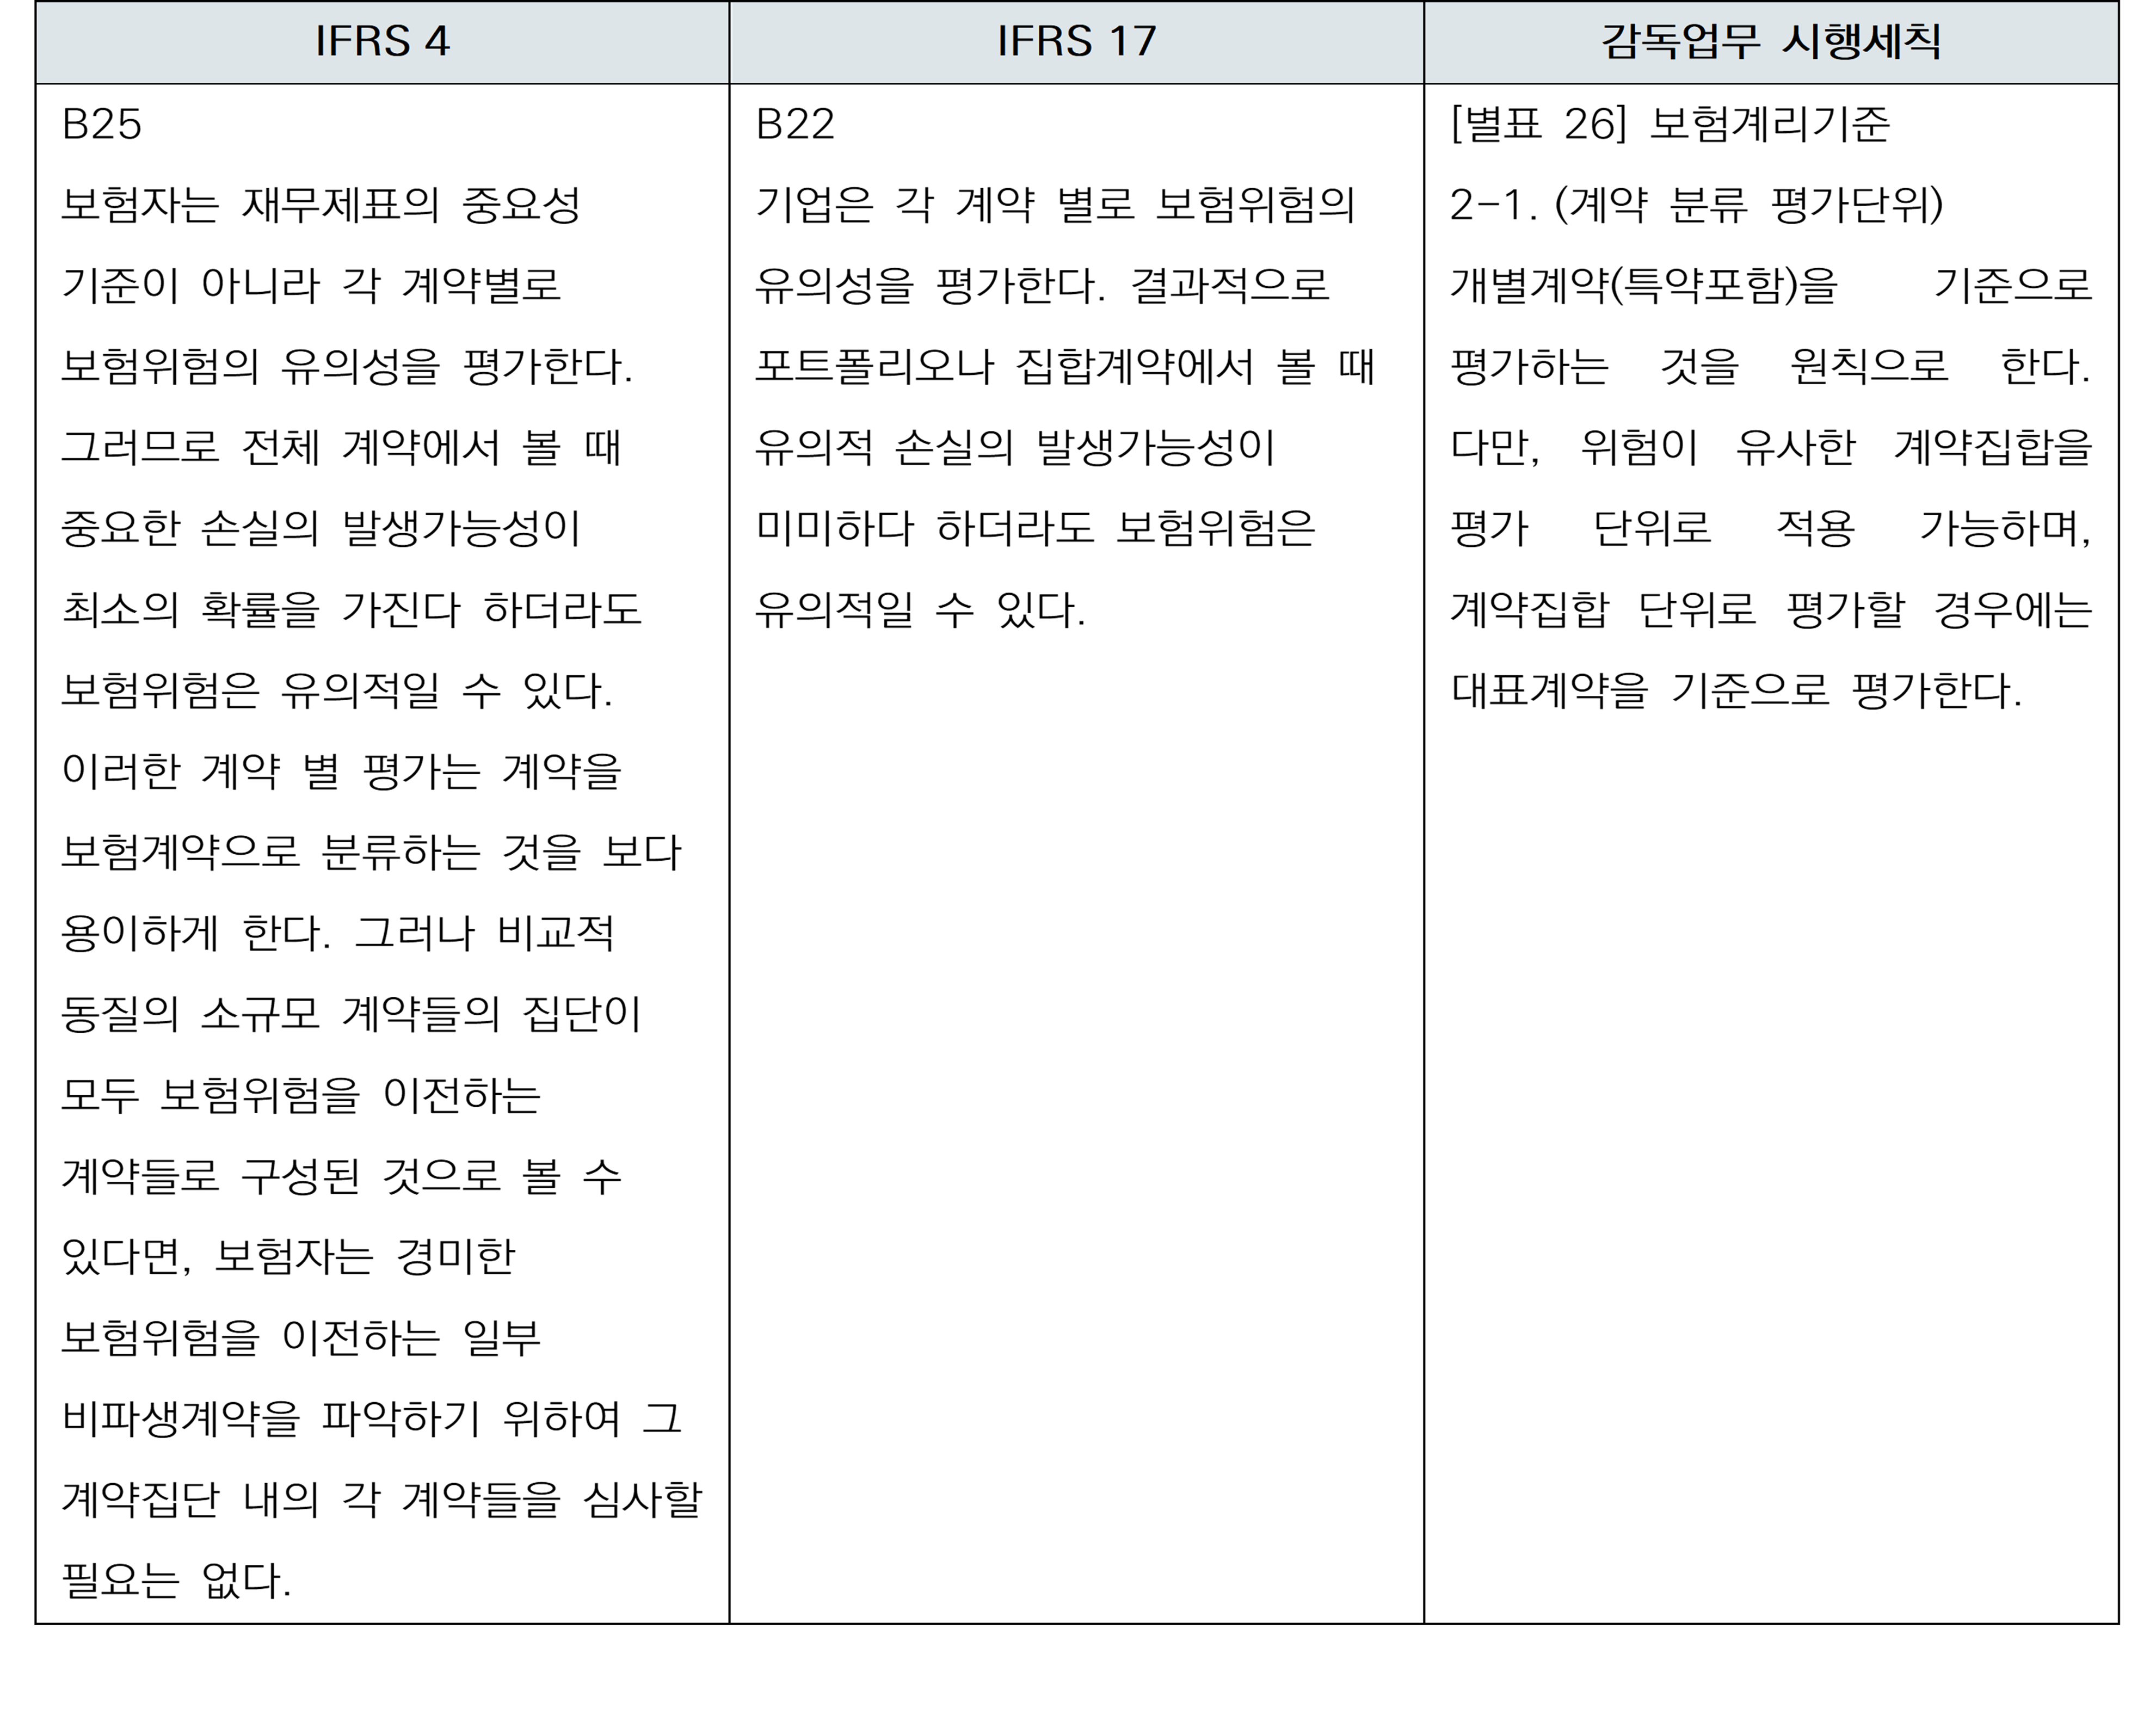 IFRS 4
IFRS 17
감독업무 시행세칙
B25
보험자는 재무제표의 중요성
기준이 아니라 각 계약별로
보험위험의 유의성을 평가한다.
그러므로 전체 계약에서 볼 때
중요한 손실의 발생가능성이
최소의 확률을 가진다 하더라도
보험위험은 유의적일 수 있다.
이러한 계약 별 평가는 계약을
보험계약으로 분류하는 것을 보다
용이하게 한다. 그러나 비교적
동질의 소규모 계약들의 집단이
모두 보험위험을 이전하는
계약들로 구성된 것으로 볼 수
있다면, 보험자는 경미한
보험위험을 이전하는 일부
비파생계약을 파악하기 위하여 그
계약집단 내의 각 계약들을 심사할
필요는 없다.
B22
기업은 각 계약 별로 보험위험의
유의성을 평가한다. 결과적으로
포트폴리오나 집합계약에서 볼 때
유의적 손실의 발생가능성이
미미하다 하더라도 보험위험은
유의적일 수 있다.
[별표 26] 보험계리기준
2-1. (계약 분류 평가단위)
개별계약(특약포함)을 기준으로
평가하는 것을 원칙으로 한다.
다만, 위험이 유사한 계약집합을
평가 단위로 적용 가능하며,
계약집합 단위로 평가할 경우에는
대표계약을 기준으로 평가한다.